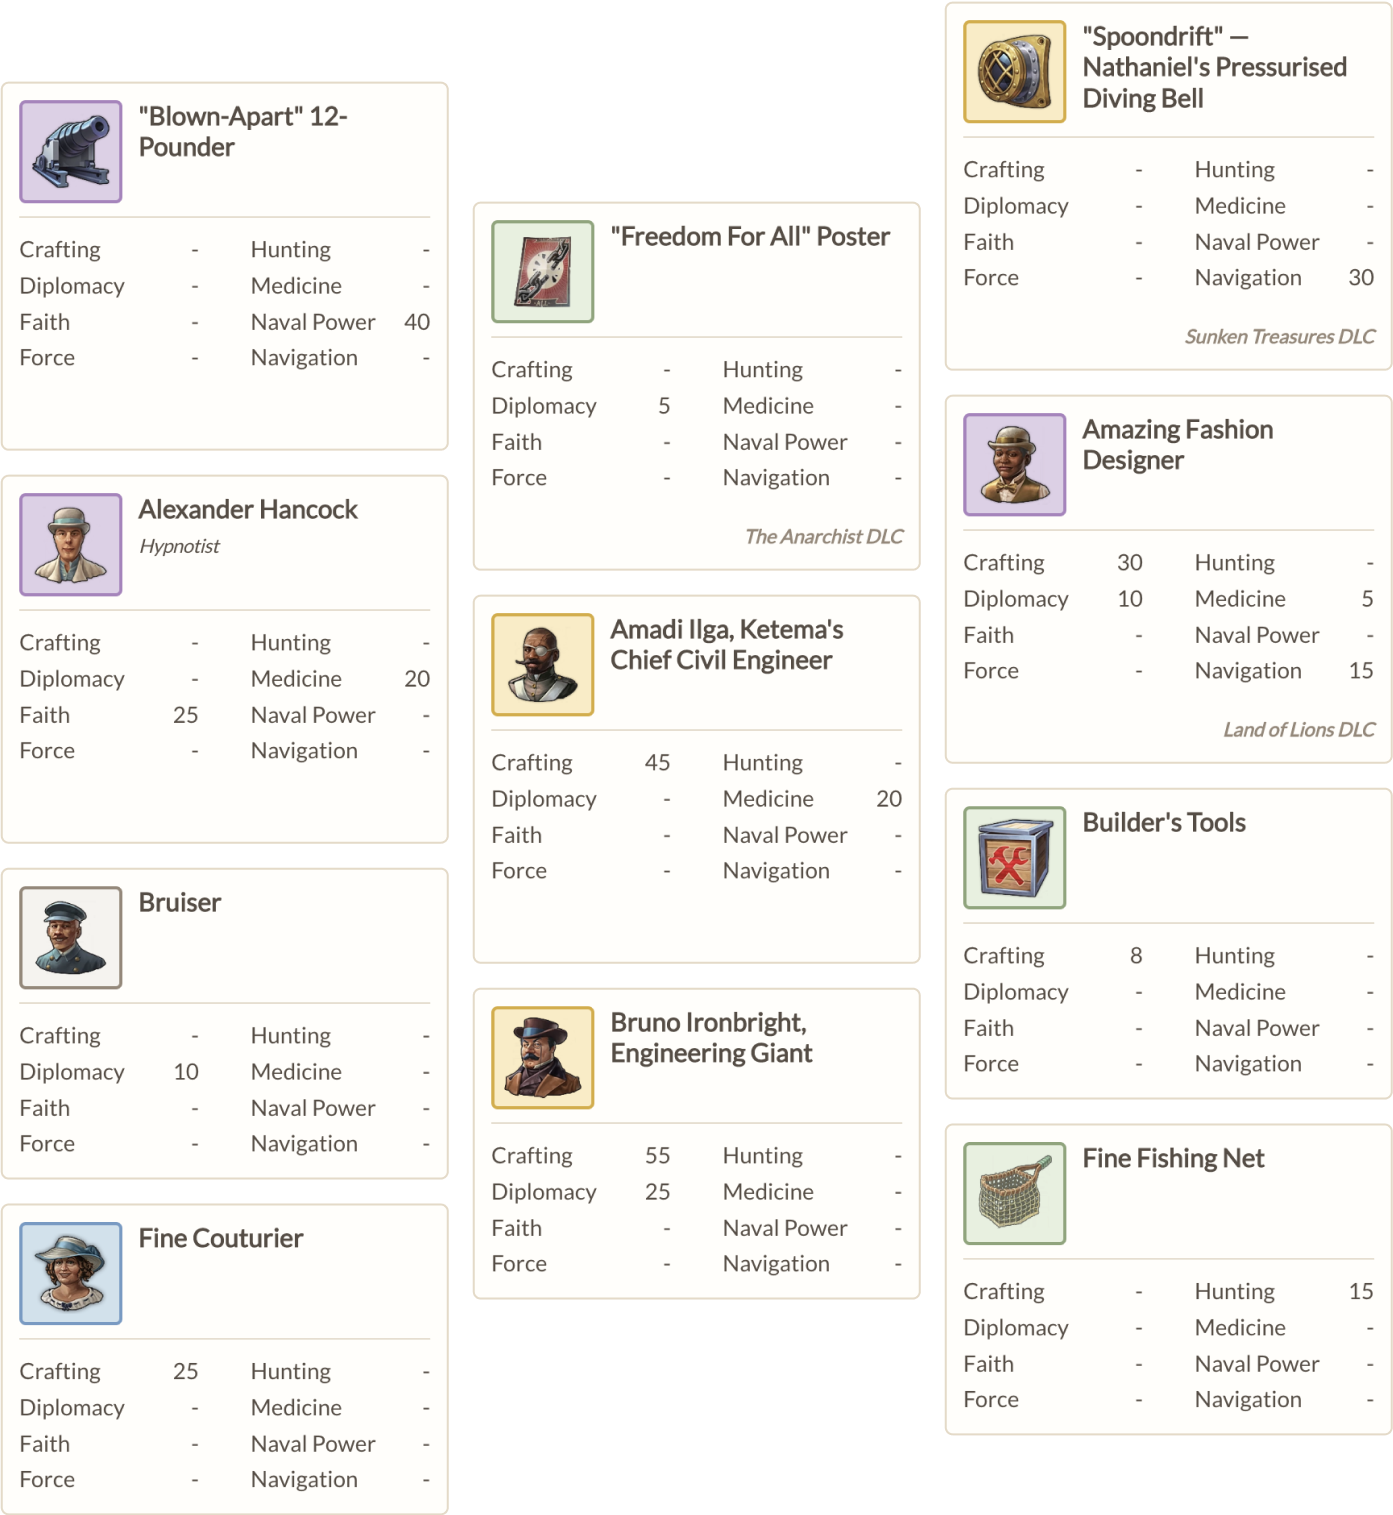 "Blown-Apart" 12-
Pounder
Crafting - Hunting -
Diplomacy - Medicine -
Faith - Naval Power 40
Force - Navigation -
Alexander Hancock
Hypnotist
Crafting - Hunting -
Diplomacy - Medicine 20
Faith 25 Naval Power -
Force - Navigation -
Bruiser
Crafting - Hunting -
Diplomacy 10 Medicine -
Faith - Naval Power -
Force - Navigation -
Fine Couturier
Crafting 25 Hunting -
Diplomacy - Medicine -
Faith - Naval Power -
Force - Navigation -
"Freedom For All" Poster
Crafting - Hunting -
Diplomacy 5 Medicine -
Faith - Naval Power -
Force - Navigation -
The Anarchist DLC
Amadi Ilga, Ketema's
Chief Civil Engineer
Crafting 45 Hunting -
Diplomacy - Medicine 20
Faith - Naval Power -
Force - Navigation -
Bruno Ironbright,
Engineering Giant
Crafting 55 Hunting -
Diplomacy 25 Medicine -
Faith - Naval Power -
Force - Navigation -
"Spoondrift" —
Nathaniel's Pressurised
Diving Bell
Crafting - Hunting -
Diplomacy - Medicine -
Faith - Naval Power -
Force - Navigation 30
Sunken Treasures DLC
Amazing Fashion
Designer
Crafting 30 Hunting -
Diplomacy 10 Medicine 5
Faith - Naval Power -
Force - Navigation 15
Land of Lions DLC
Builder's Tools
Crafting 8 Hunting -
Diplomacy - Medicine -
Faith - Naval Power -
Force - Navigation -
Fine Fishing Net
Crafting - Hunting 15
Diplomacy - Medicine -
Faith - Naval Power -
Force - Navigation -